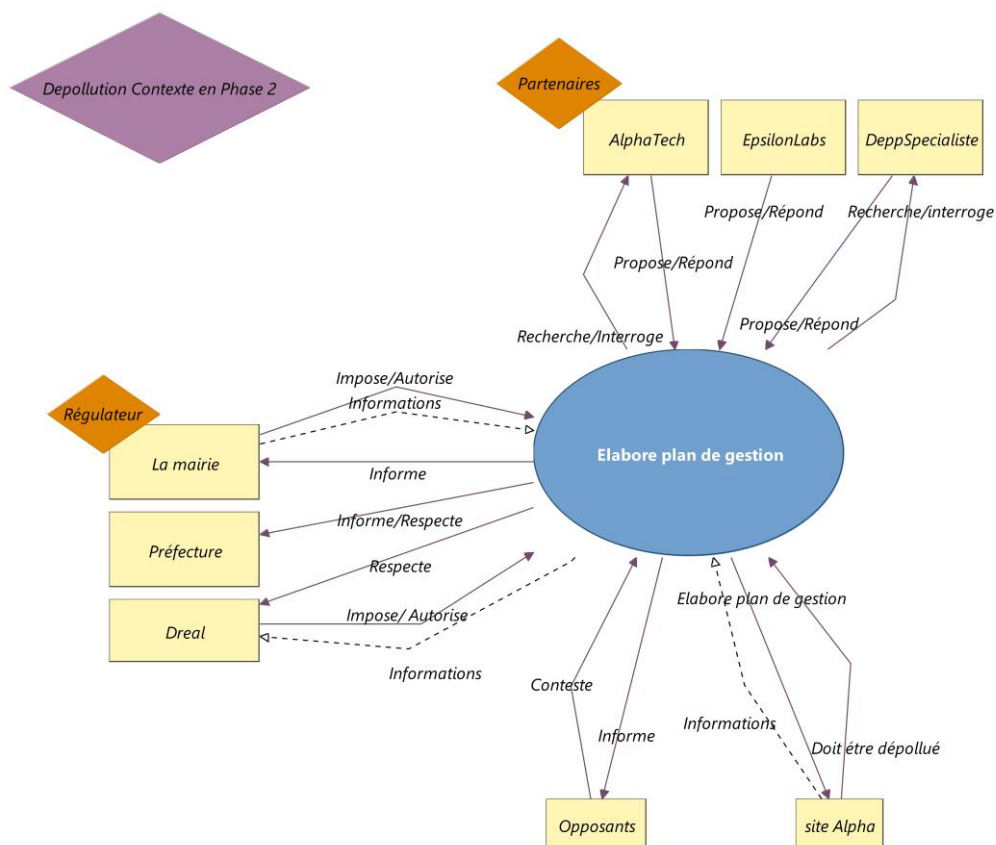 Depollution Contexte en Phase 2
Partenaires
AlphaTech
EpsilonLabs
DeppSpecialiste
Propose/Répond
Recherche/interroge
Propose/Répond
Propose/Répond
Recherche/Interroge
Impose/Autorise
Informations
Régulateur
La mairie
Elabore plan de gestion
Informe
Informe/Respecte
Préfecture
Respecte
Elabore plan de gestion
Impose/ Autorise
Dreal
Informations
Conteste
Informations
Informe
Doit étre dépollué
Opposants
site Alpha